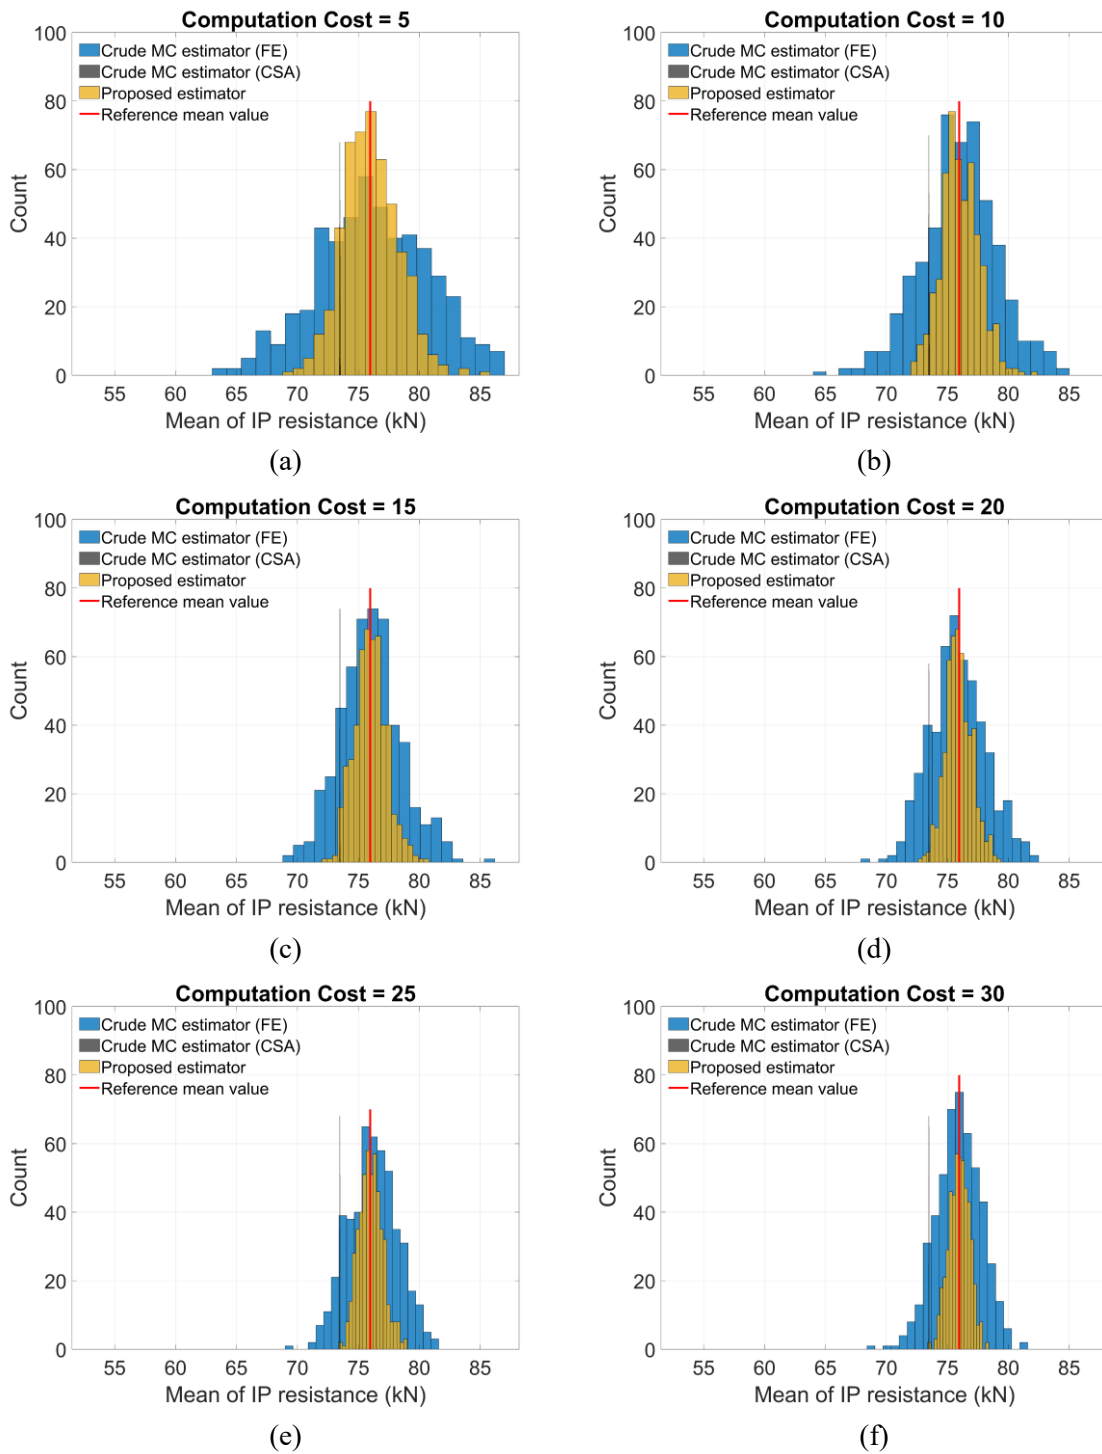 Computation Cost = 5
100
80
60
40
20
0
Count
Crude MC estimator (FE)
Crude MC estimator (CSA)
Proposed estimator
Reference mean value
55 60 65 70 75 80 85
Mean of IP resistance (kN)
(a)
Computation Cost = 10
100
80
60
40
20
0
Count
Crude MC estimator (FE)
Crude MC estimator (CSA)
Proposed estimator
Reference mean value
55 60 65 70 75 80 85
Mean of IP resistance (kN)
(b)
Computation Cost = 15
100
80
60
40
20
0
Count
Crude MC estimator (FE)
Crude MC estimator (CSA)
Proposed estimator
Reference mean value
55 60 65 70 75 80 85
Mean of IP resistance (kN)
(c)
Computation Cost = 20
100
80
60
40
20
0
Count
Crude MC estimator (FE)
Crude MC estimator (CSA)
Proposed estimator
Reference mean value
55 60 65 70 75 80 85
Mean of IP resistance (kN)
(d)
Computation Cost = 25
100
80
60
40
20
0
Count
Crude MC estimator (FE)
Crude MC estimator (CSA)
Proposed estimator
Reference mean value
55 60 65 70 75 80 85
Mean of IP resistance (kN)
(e)
Computation Cost = 30
100
80
60
40
20
0
Count
Crude MC estimator (FE)
Crude MC estimator (CSA)
Proposed estimator
Reference mean value
55 60 65 70 75 80 85
Mean of IP resistance (kN)
(f)